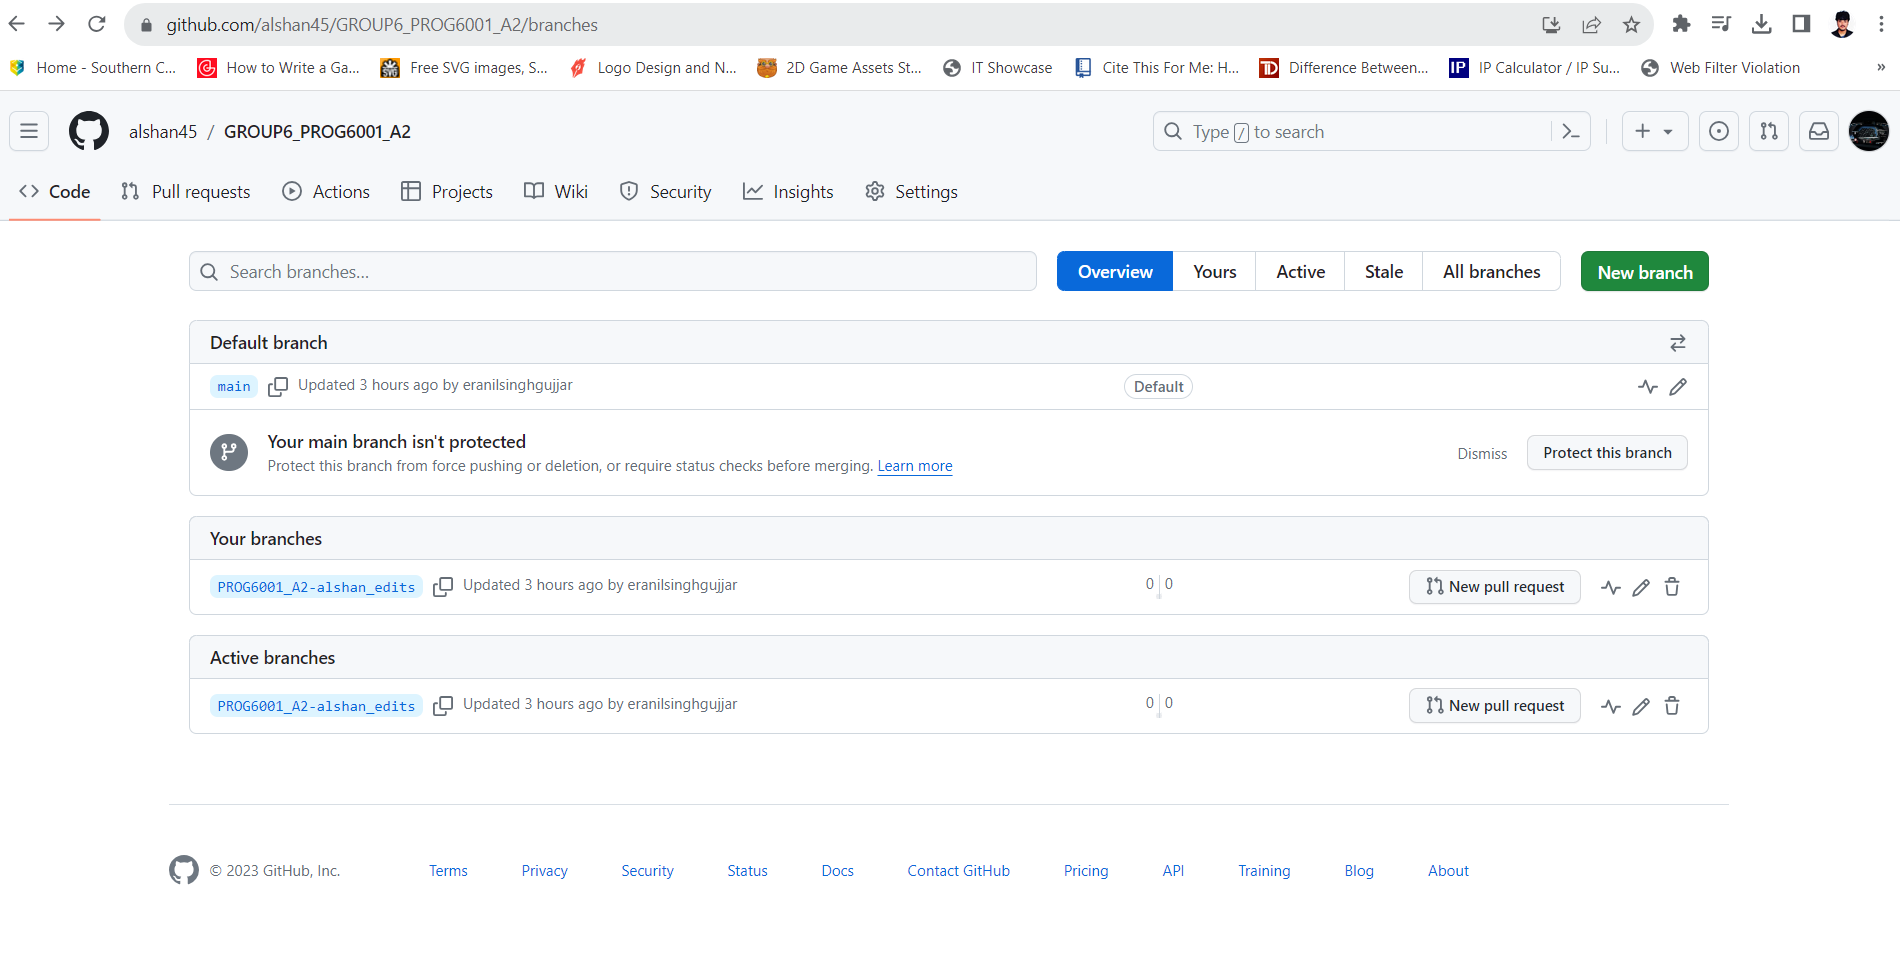 github.com/alshan45/GROUP6_PROG6001_A2/branches
Home - Southern C... How to Write a Ga... SVG Free SVG images, S... Logo Design and N... 2D Game Assets St... IT Showcase Cite This For Me: H... TD Difference Between... IP IP Calculator / IP Su... Web Filter Violation »
alshan45 / GROUP6_PROG6001_A2 Type / to search
Code Pull requests Actions Projects Wiki Security Insights Settings
Search branches... Overview Yours Active Stale All branches New branch
Default branch
main Updated 3 hours ago by eranilsinghgujjar Default
Your main branch isn't protected
Protect this branch from force pushing or deletion, or require status checks before merging. Learn more Dismiss Protect this branch
Your branches
PROG6001_A2-alshan_edits Updated 3 hours ago by eranilsinghgujjar 0 0 New pull request
Active branches
PROG6001_A2-alshan_edits Updated 3 hours ago by eranilsinghgujjar 0 0 New pull request
© 2023 GitHub, Inc. Terms Privacy Security Status Docs Contact GitHub Pricing API Training Blog About